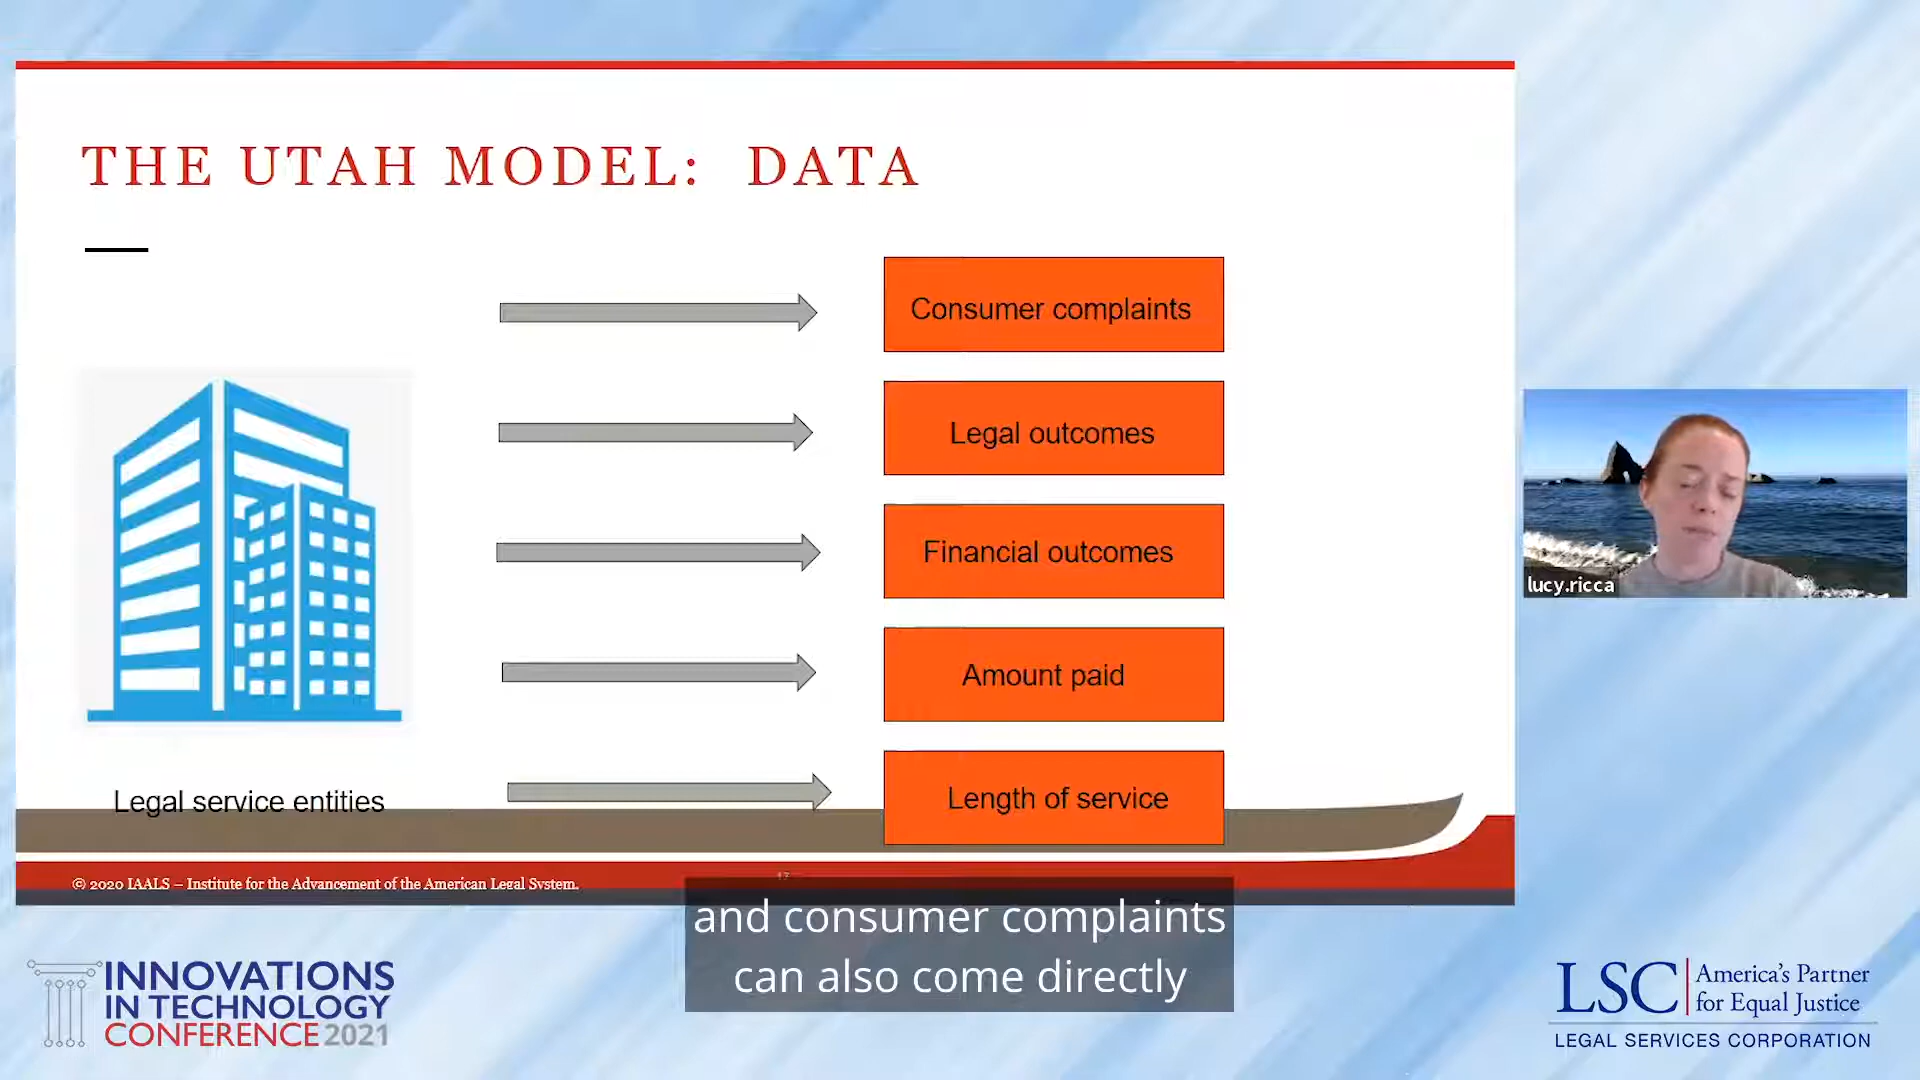 THE UTAH MODEL: DATA
Consumer complaints
Legal outcomes
Financial outcomes
Amount paid
Length of service
Legal service entities
© 2020 IAALS – Institute for the Advancement of the American Legal System.
17
lucy.ricca
and consumer complaints
can also come directly
INNOVATIONS
IN TECHNOLOGY
CONFERENCE 2021
LSC
America's Partner
for Equal Justice
LEGAL SERVICES CORPORATION